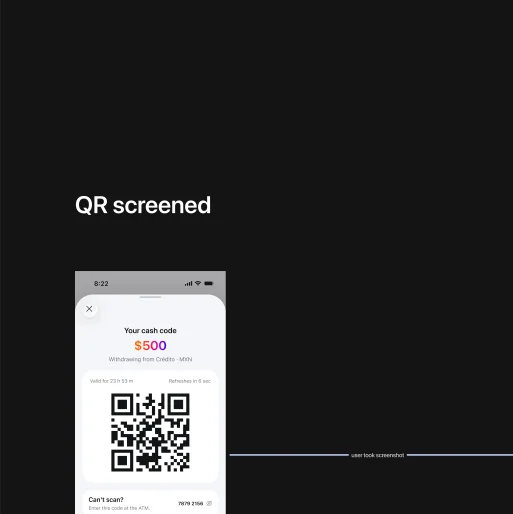 QR screened
8:22
Your cash code
$500
Withdrawing from Crédito · MXN
Valid for 23 h 53 m Refreshes in 6 sec
user took screenshot
Can't scan?
7879 2156
Enter this code at the ATM.